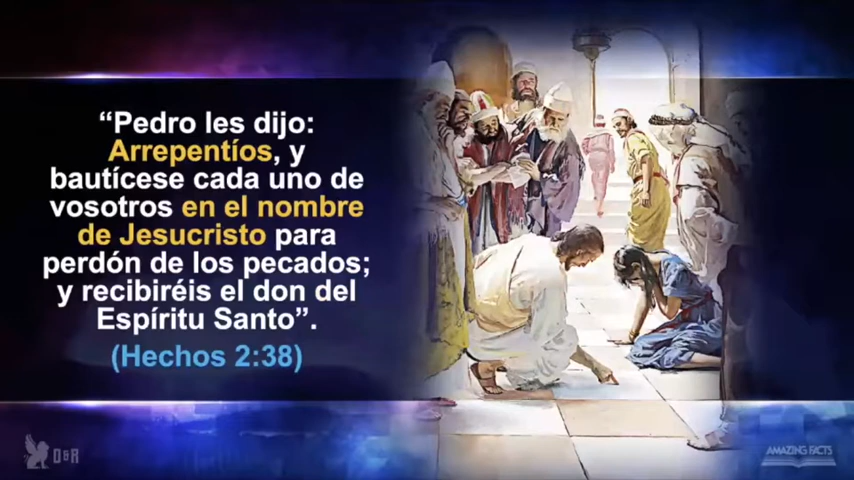 “Pedro les dijo:
Arrepentíos, y
bautícese cada uno de
vosotros en el nombre
de Jesucristo para
perdón de los pecados;
y recibiréis el don del
Espíritu Santo”.
(Hechos 2:38)
D&R
AMAZING FACTS